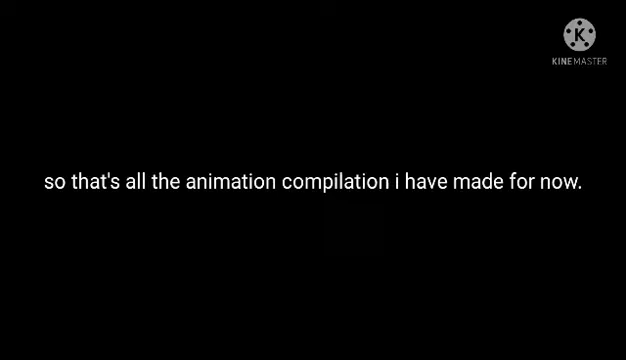 K
KINEMASTER
so that's all the animation compilation i have made for now.